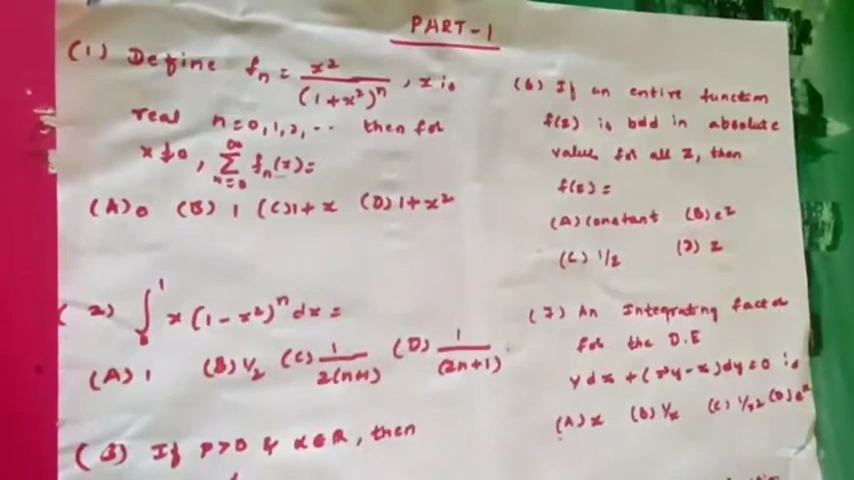 PART-1
(1) Define fn = x²/(1+x²)ⁿ, x is
real n=0,1,2,-- then for
x≠0, ∑_{n=0}^{∞} fn(x)=
(A) 0 (B) 1 (C) 1+x (D) 1+x²
(2) ∫₀¹ x(1-x²)ⁿ dx =
(A) 1 (B) 1/2 (C) 1/2(n+1) (D) 1/(2n+1)
(3) If P>0 & α∈R, then
(6) If an entire function
f(z) is bdd in absolute
value for all z, then
f(z)=
(A) constant (B) e^z
(C) 1/z (D) z
(7) An Integrating factor
for the D.E
ydx+(x²y-x)dy=0 is
(A) x (B) 1/x (C) 1/x² (D) e^x